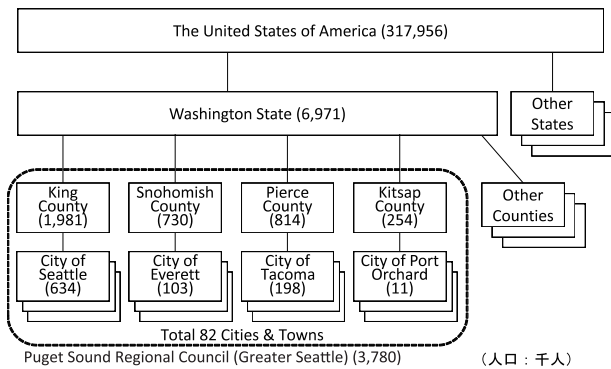 The United States of America (317,956)
Washington State (6,971)
Other
States
King
County
(1,981)
Snohomish
County
(730)
Pierce
County
(814)
Kitsap
County
(254)
Other
Counties
City of
Seattle
(634)
City of
Everett
(103)
City of
Tacoma
(198)
City of Port
Orchard
(11)
Total 82 Cities & Towns
Puget Sound Regional Council (Greater Seattle) (3,780)
（人口：千人）